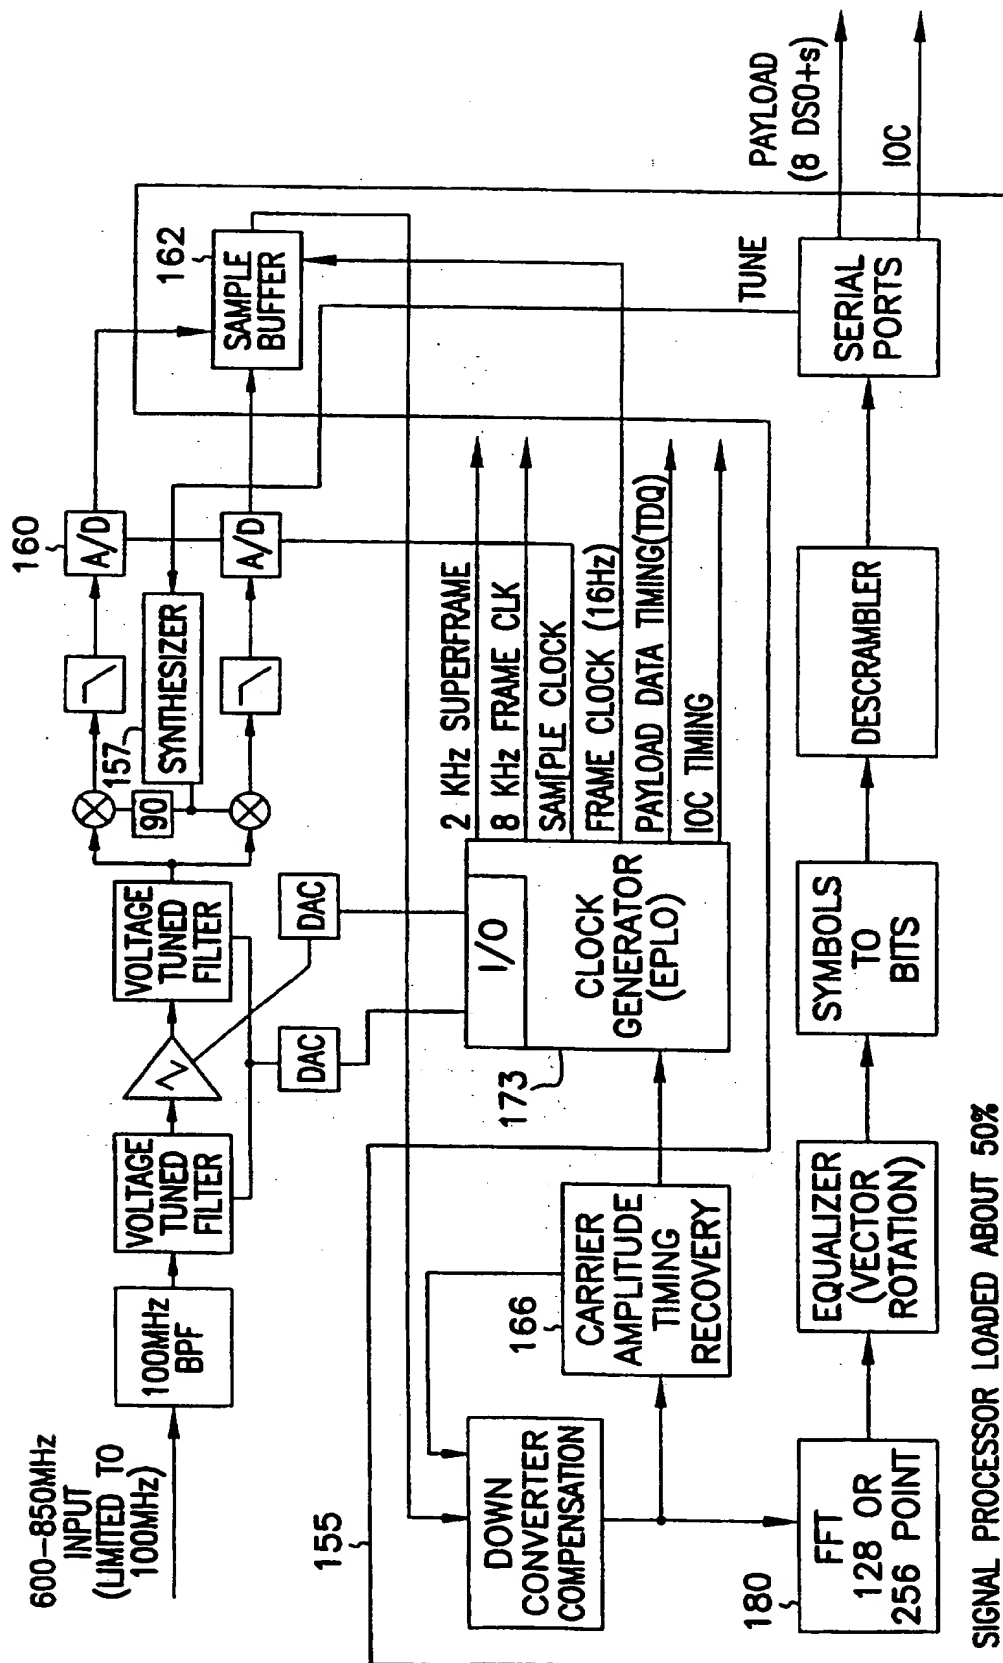 600-850MHz
INPUT
(LIMITED TO
100MHz)
100MHz
BPF
VOLTAGE
TUNED
FILTER
VOLTAGE
TUNED
FILTER
DAC
DAC
90
157
SYNTHESIZER
160
A/D
A/D
162
SAMPLE
BUFFER
155
DOWN
CONVERTER
COMPENSATION
166
CARRIER
AMPLITUDE
TIMING
RECOVERY
173
I/O
CLOCK
GENERATOR
(EPLO)
2 KHz SUPERFRAME
8 KHz FRAME CLK
SAMPLE CLOCK
FRAME CLOCK (16Hz)
PAYLOAD DATA TIMING(TDQ)
IOC TIMING
180
FFT
128 OR
256 POINT
EQUALIZER
(VECTOR
ROTATION)
SYMBOLS
TO
BITS
DESCRAMBLER
SERIAL
PORTS
TUNE
PAYLOAD
(8 DS0+s)
IOC
SIGNAL PROCESSOR LOADED ABOUT 50%